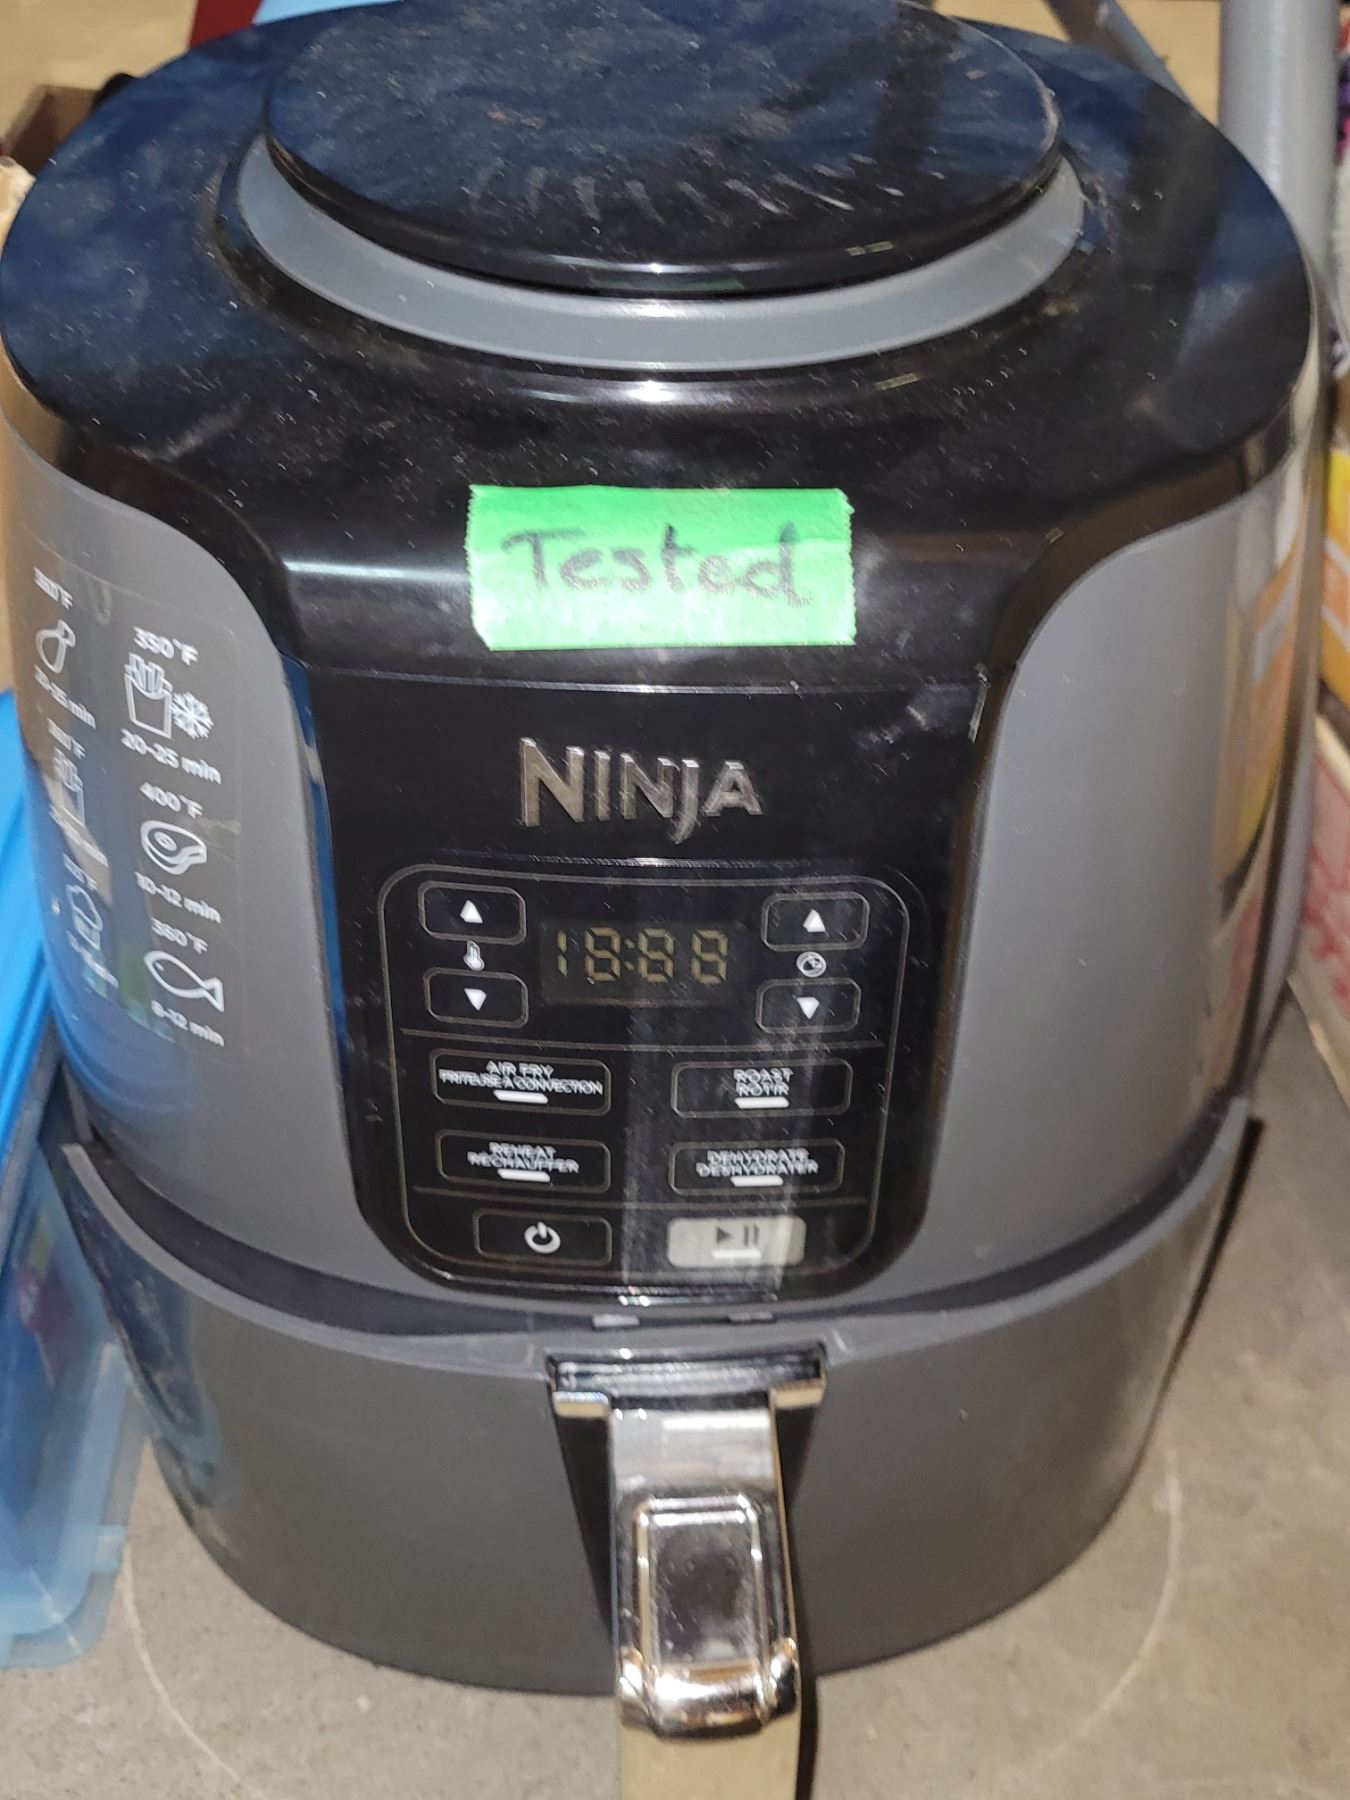 Tested
NINJA
18:88
AIR FRY
FRITEUSE À CONVECTION
ROAST
RÔTIR
REHEAT
RÉCHAUFFER
DEHYDRATE
DÉSHYDRATER
350°F
20-25 min
400°F
10-12 min
350°F
8-12 min